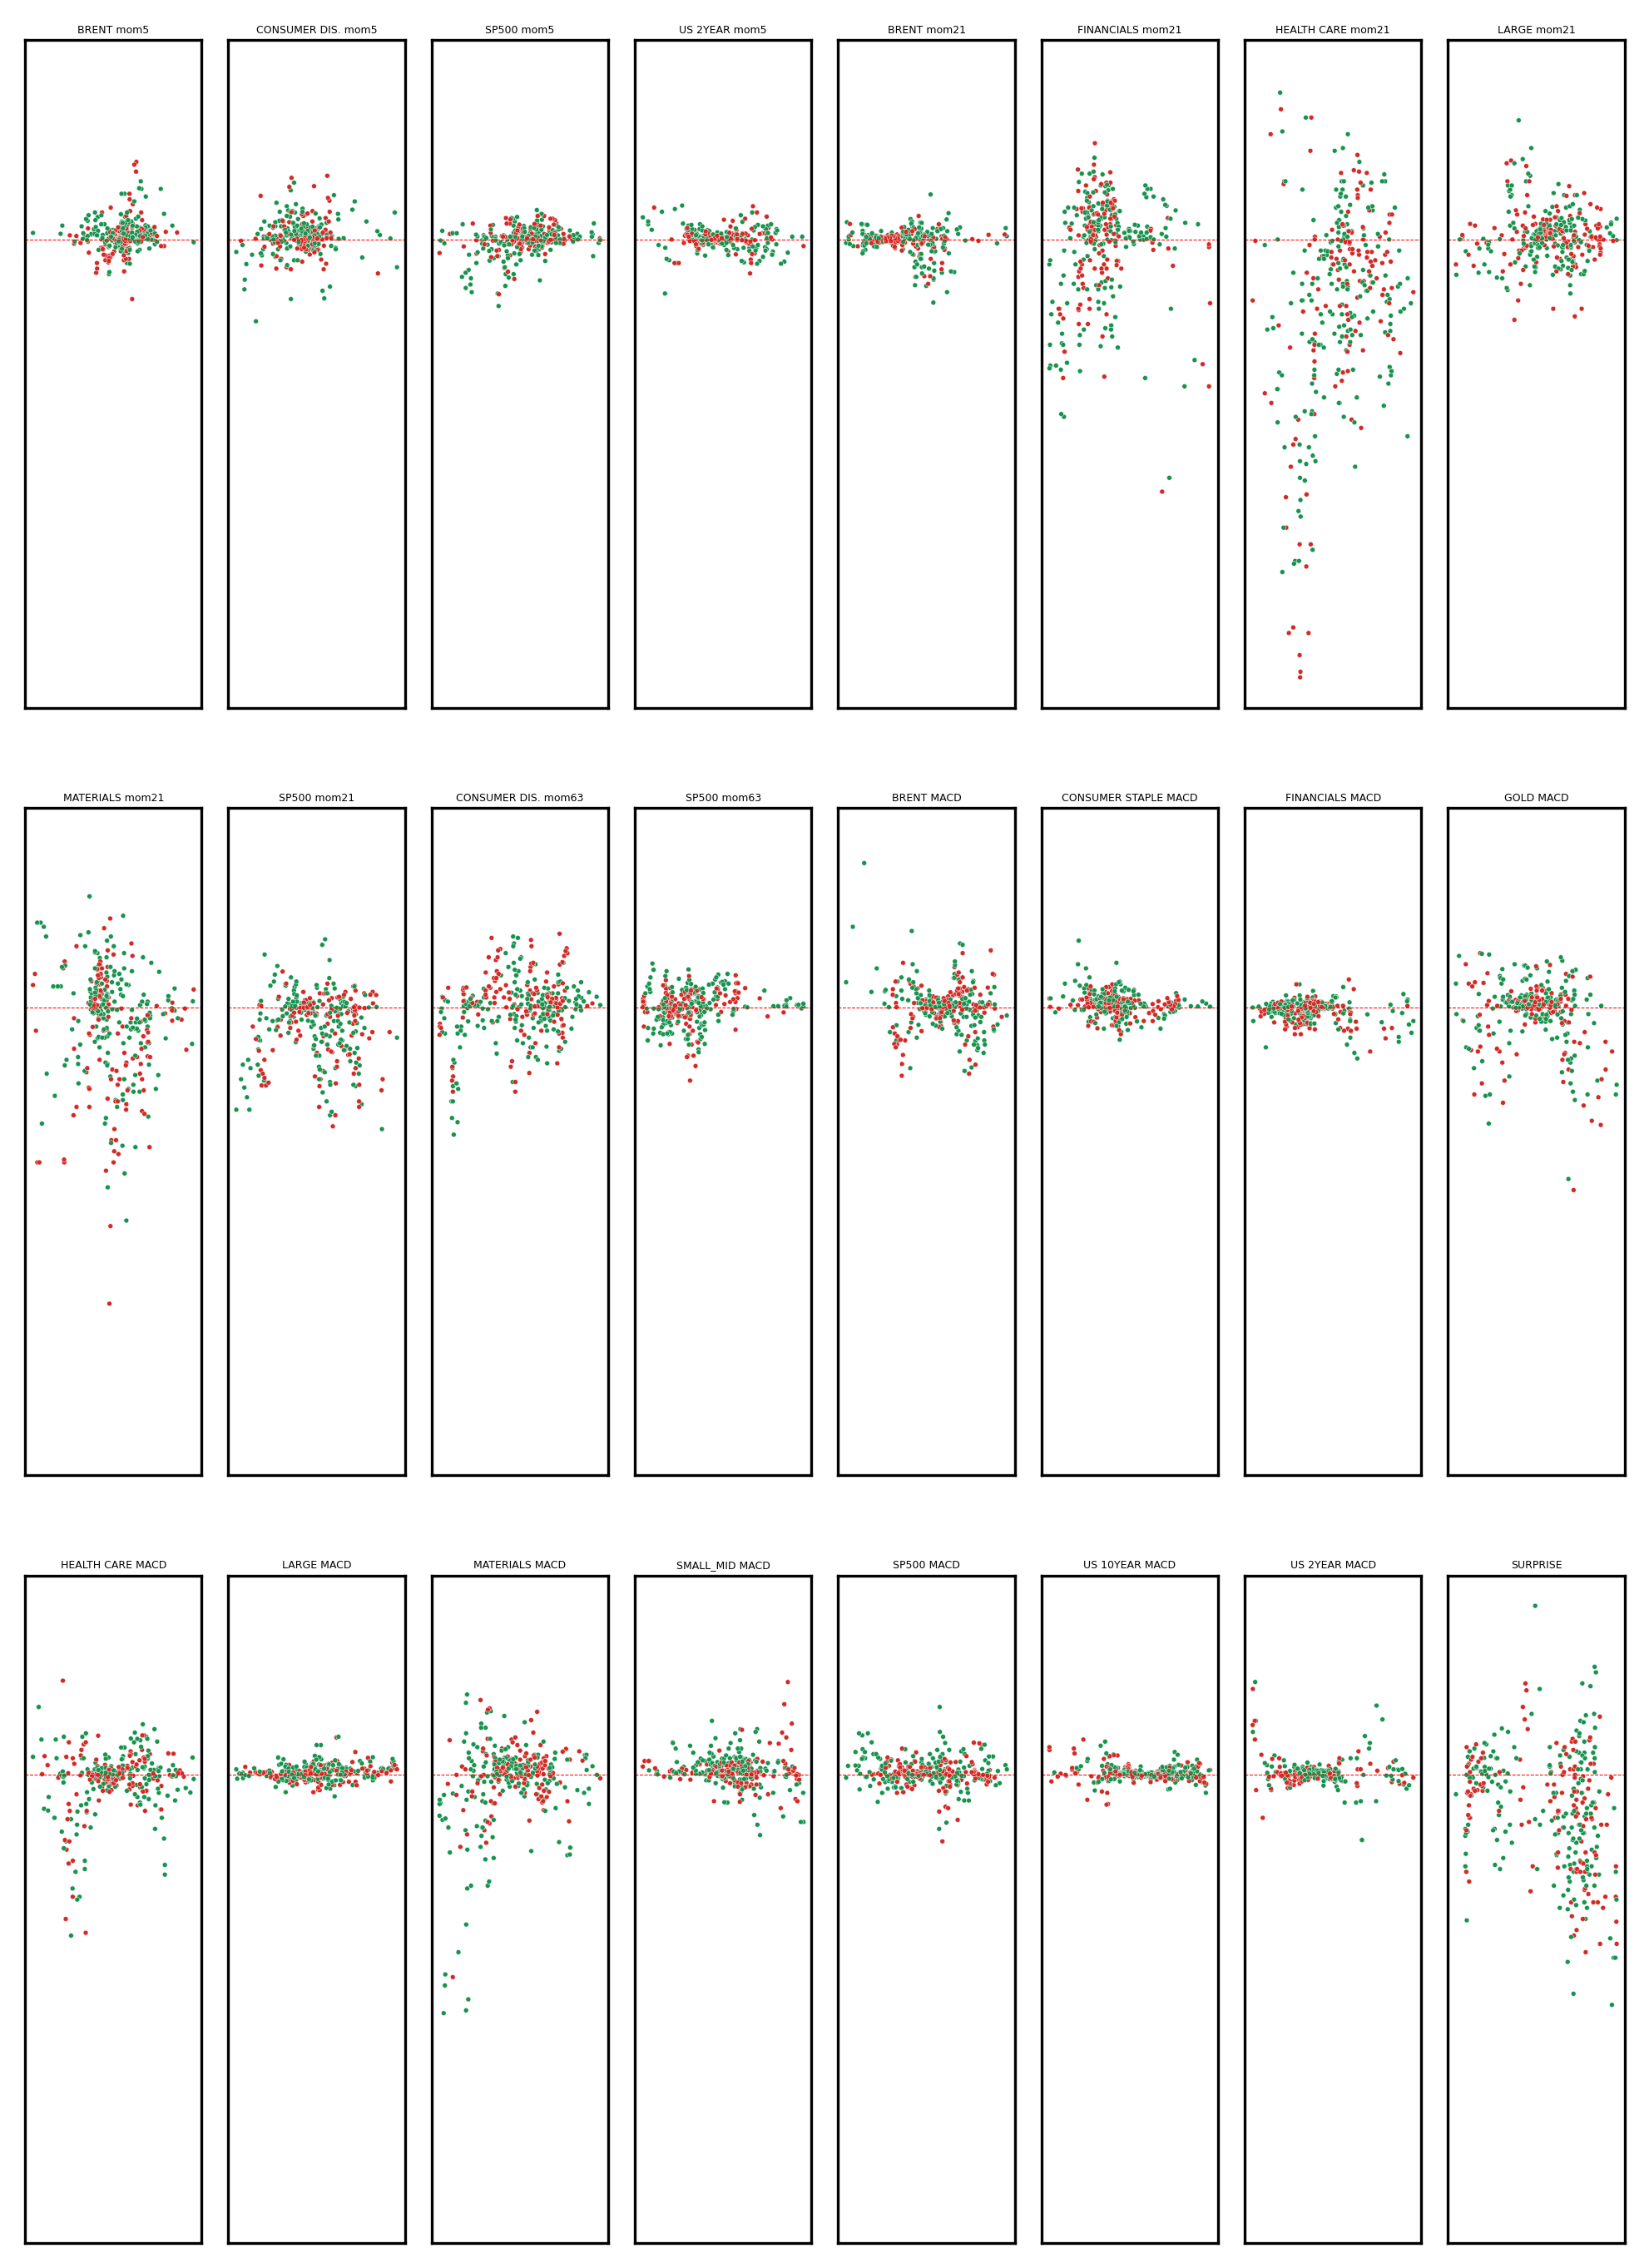 BRENT mom5
CONSUMER DIS. mom5
SP500 mom5
US 2YEAR mom5
BRENT mom21
FINANCIALS mom21
HEALTH CARE mom21
LARGE mom21
MATERIALS mom21
SP500 mom21
CONSUMER DIS. mom63
SP500 mom63
BRENT MACD
CONSUMER STAPLE MACD
FINANCIALS MACD
GOLD MACD
HEALTH CARE MACD
LARGE MACD
MATERIALS MACD
SMALL_MID MACD
SP500 MACD
US 10YEAR MACD
US 2YEAR MACD
SURPRISE